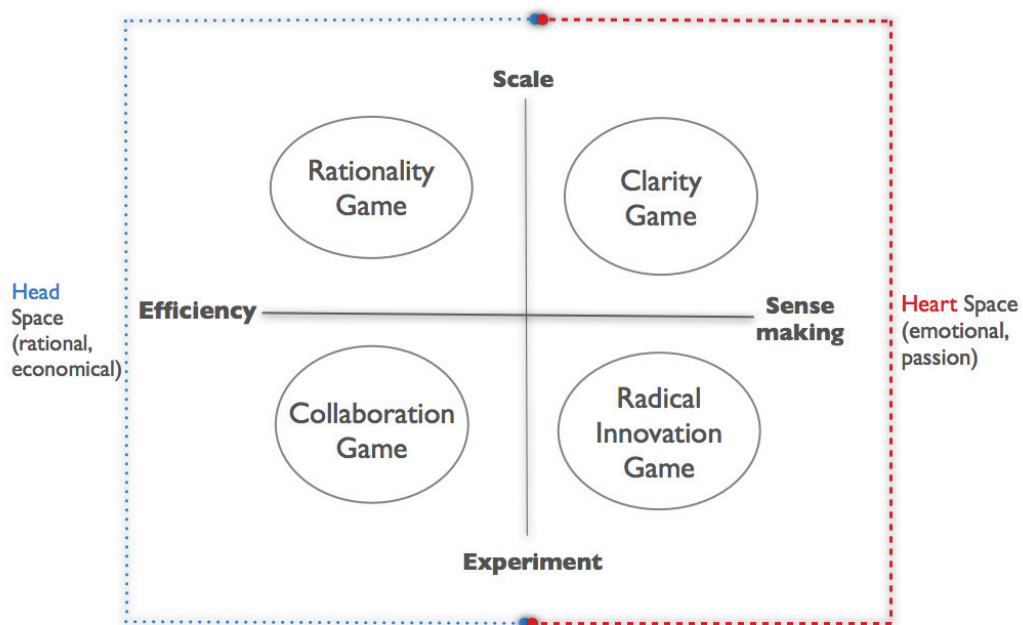 Scale
Rationality
Game
Clarity
Game
Head
Space
(rational,
economical)
Efficiency
Sense
making
Heart Space
(emotional,
passion)
Collaboration
Game
Radical
Innovation
Game
Experiment